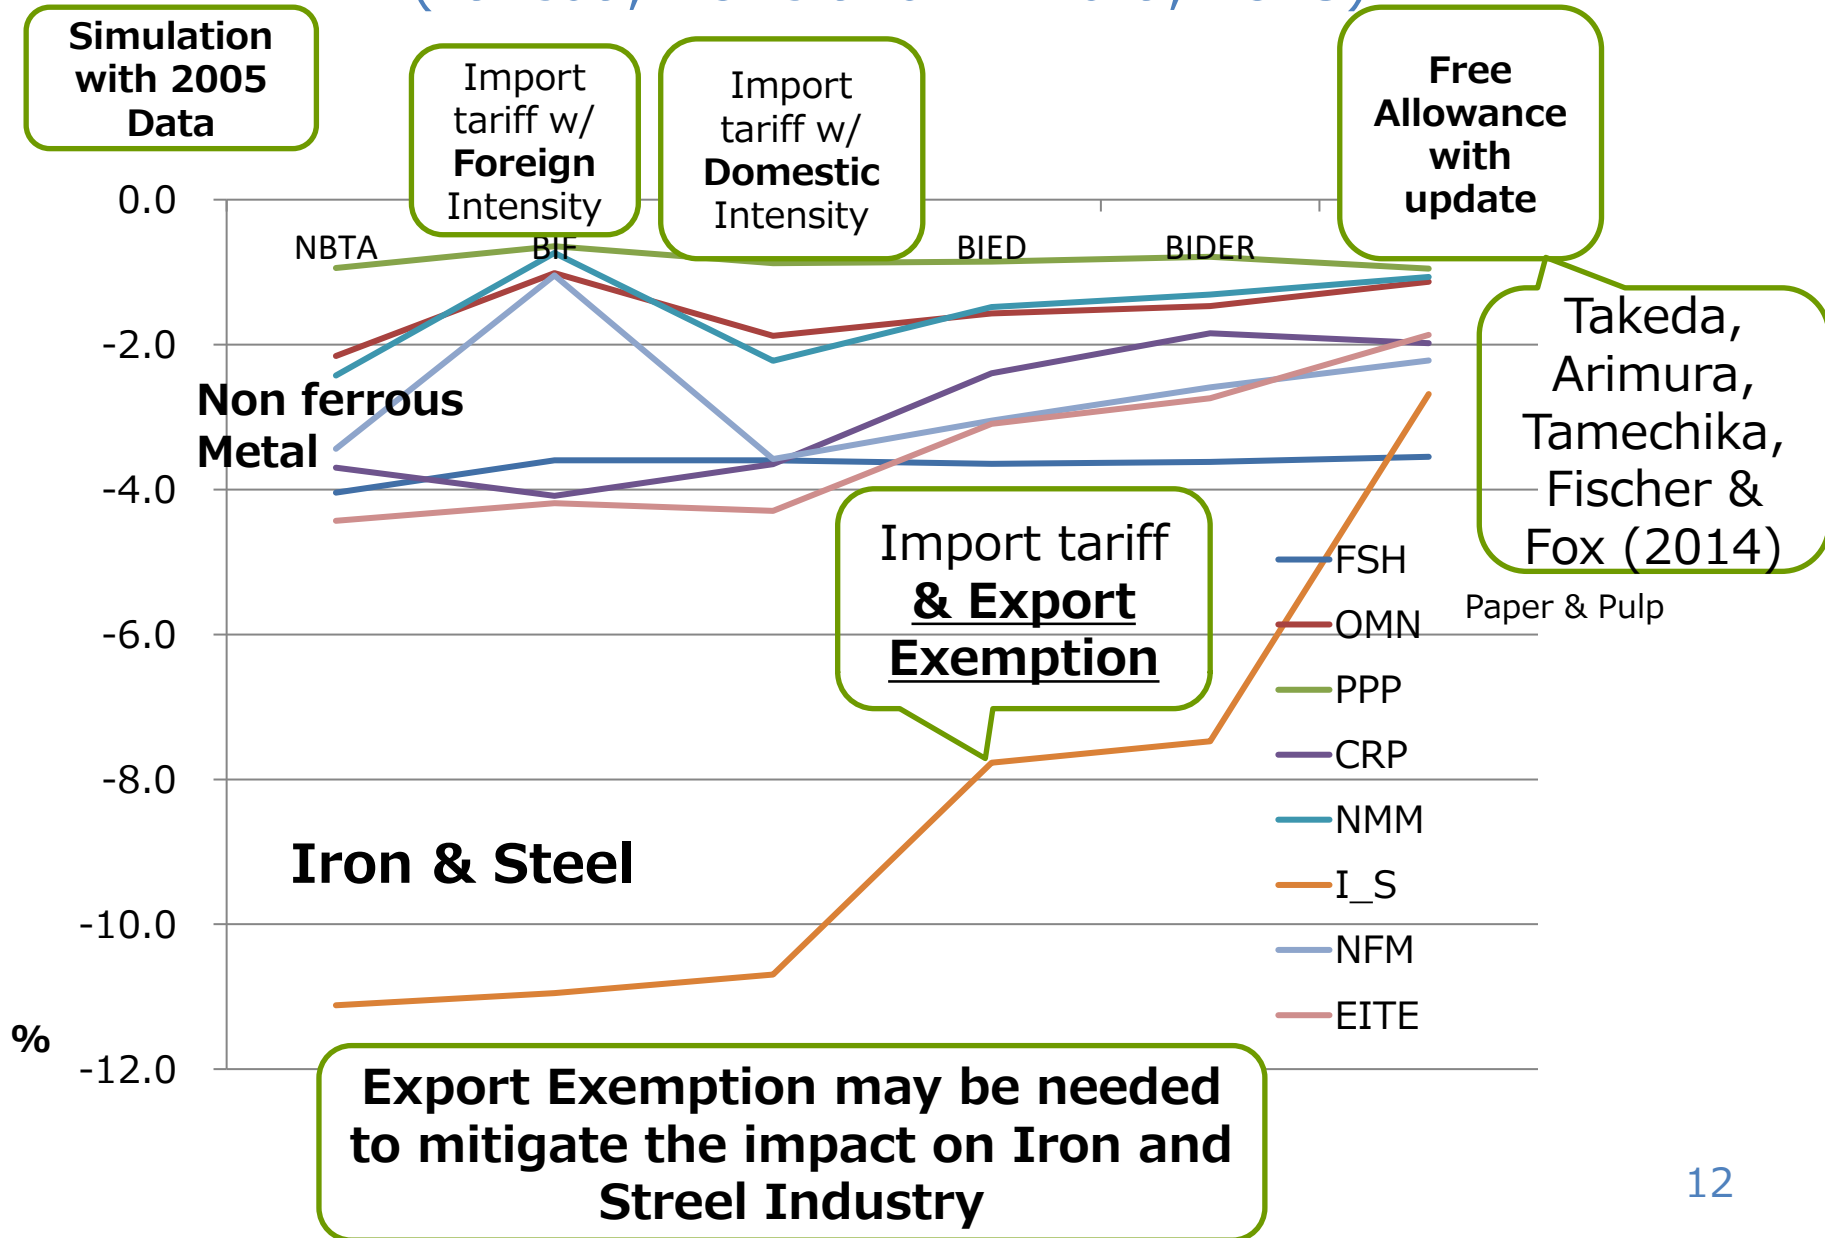 Simulation
with 2005
Data
Import
tariff w/
Foreign
Intensity
Import
tariff w/
Domestic
Intensity
Free
Allowance
with
update
0.0
-2.0
-4.0
-6.0
-8.0
-10.0
-12.0
%
NBTA
BIF
BIED
BIDER
Non ferrous
Metal
Takeda,
Arimura,
Tamechika,
Fischer &
Fox (2014)
Import tariff
& Export
Exemption
Paper & Pulp
Iron & Steel
FSH
OMN
PPP
CRP
NMM
I_S
NFM
EITE
Export Exemption may be needed
to mitigate the impact on Iron and
Streel Industry
12